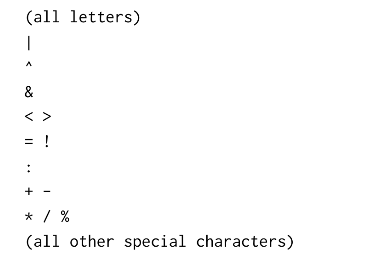 (all letters)
|
^
&
< >
= !
:
+ -
* / %
(all other special characters)